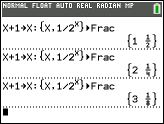 NORMAL FLOAT AUTO REAL RADIAN MP
X+1→X:{X,1/2^X}▶Frac
{1 1/2}
X+1→X:{X,1/2^X}▶Frac
{2 1/4}
X+1→X:{X,1/2^X}▶Frac
{3 1/8}